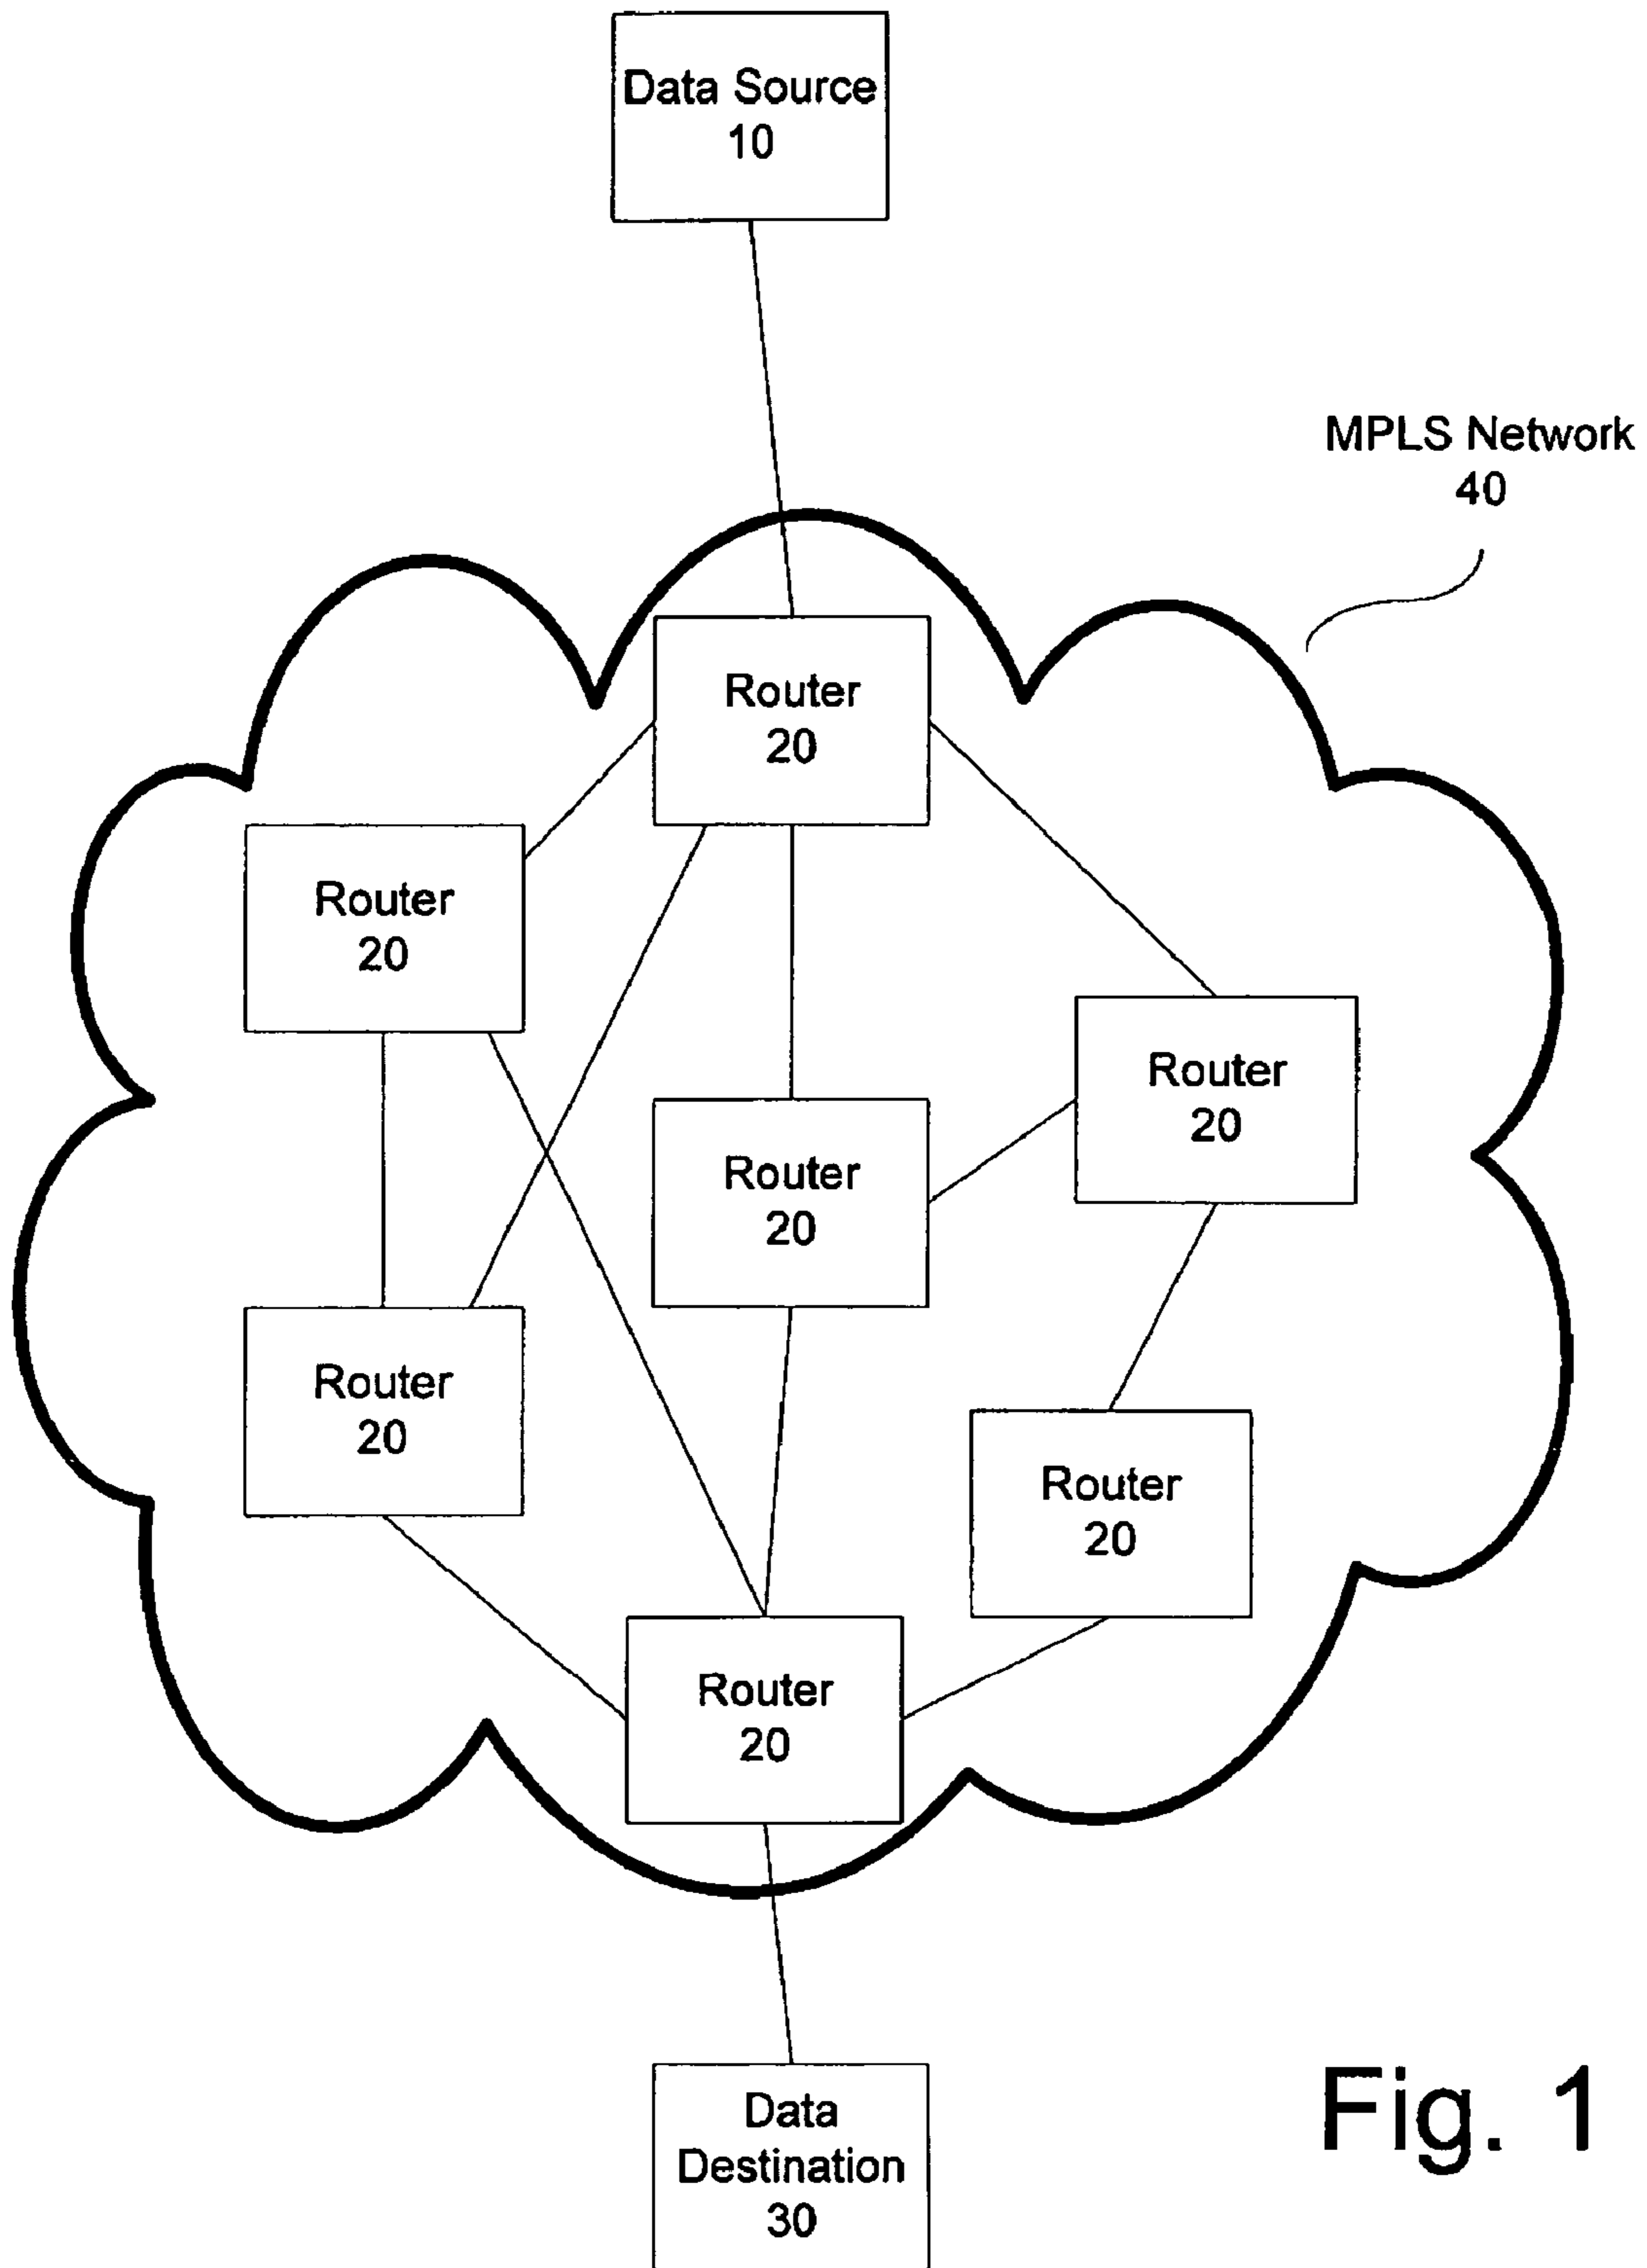 Data Source
10
MPLS Network
40
Router
20
Router
20
Router
20
Router
20
Router
20
Router
20
Router
20
Data
Destination
30
Fig. 1